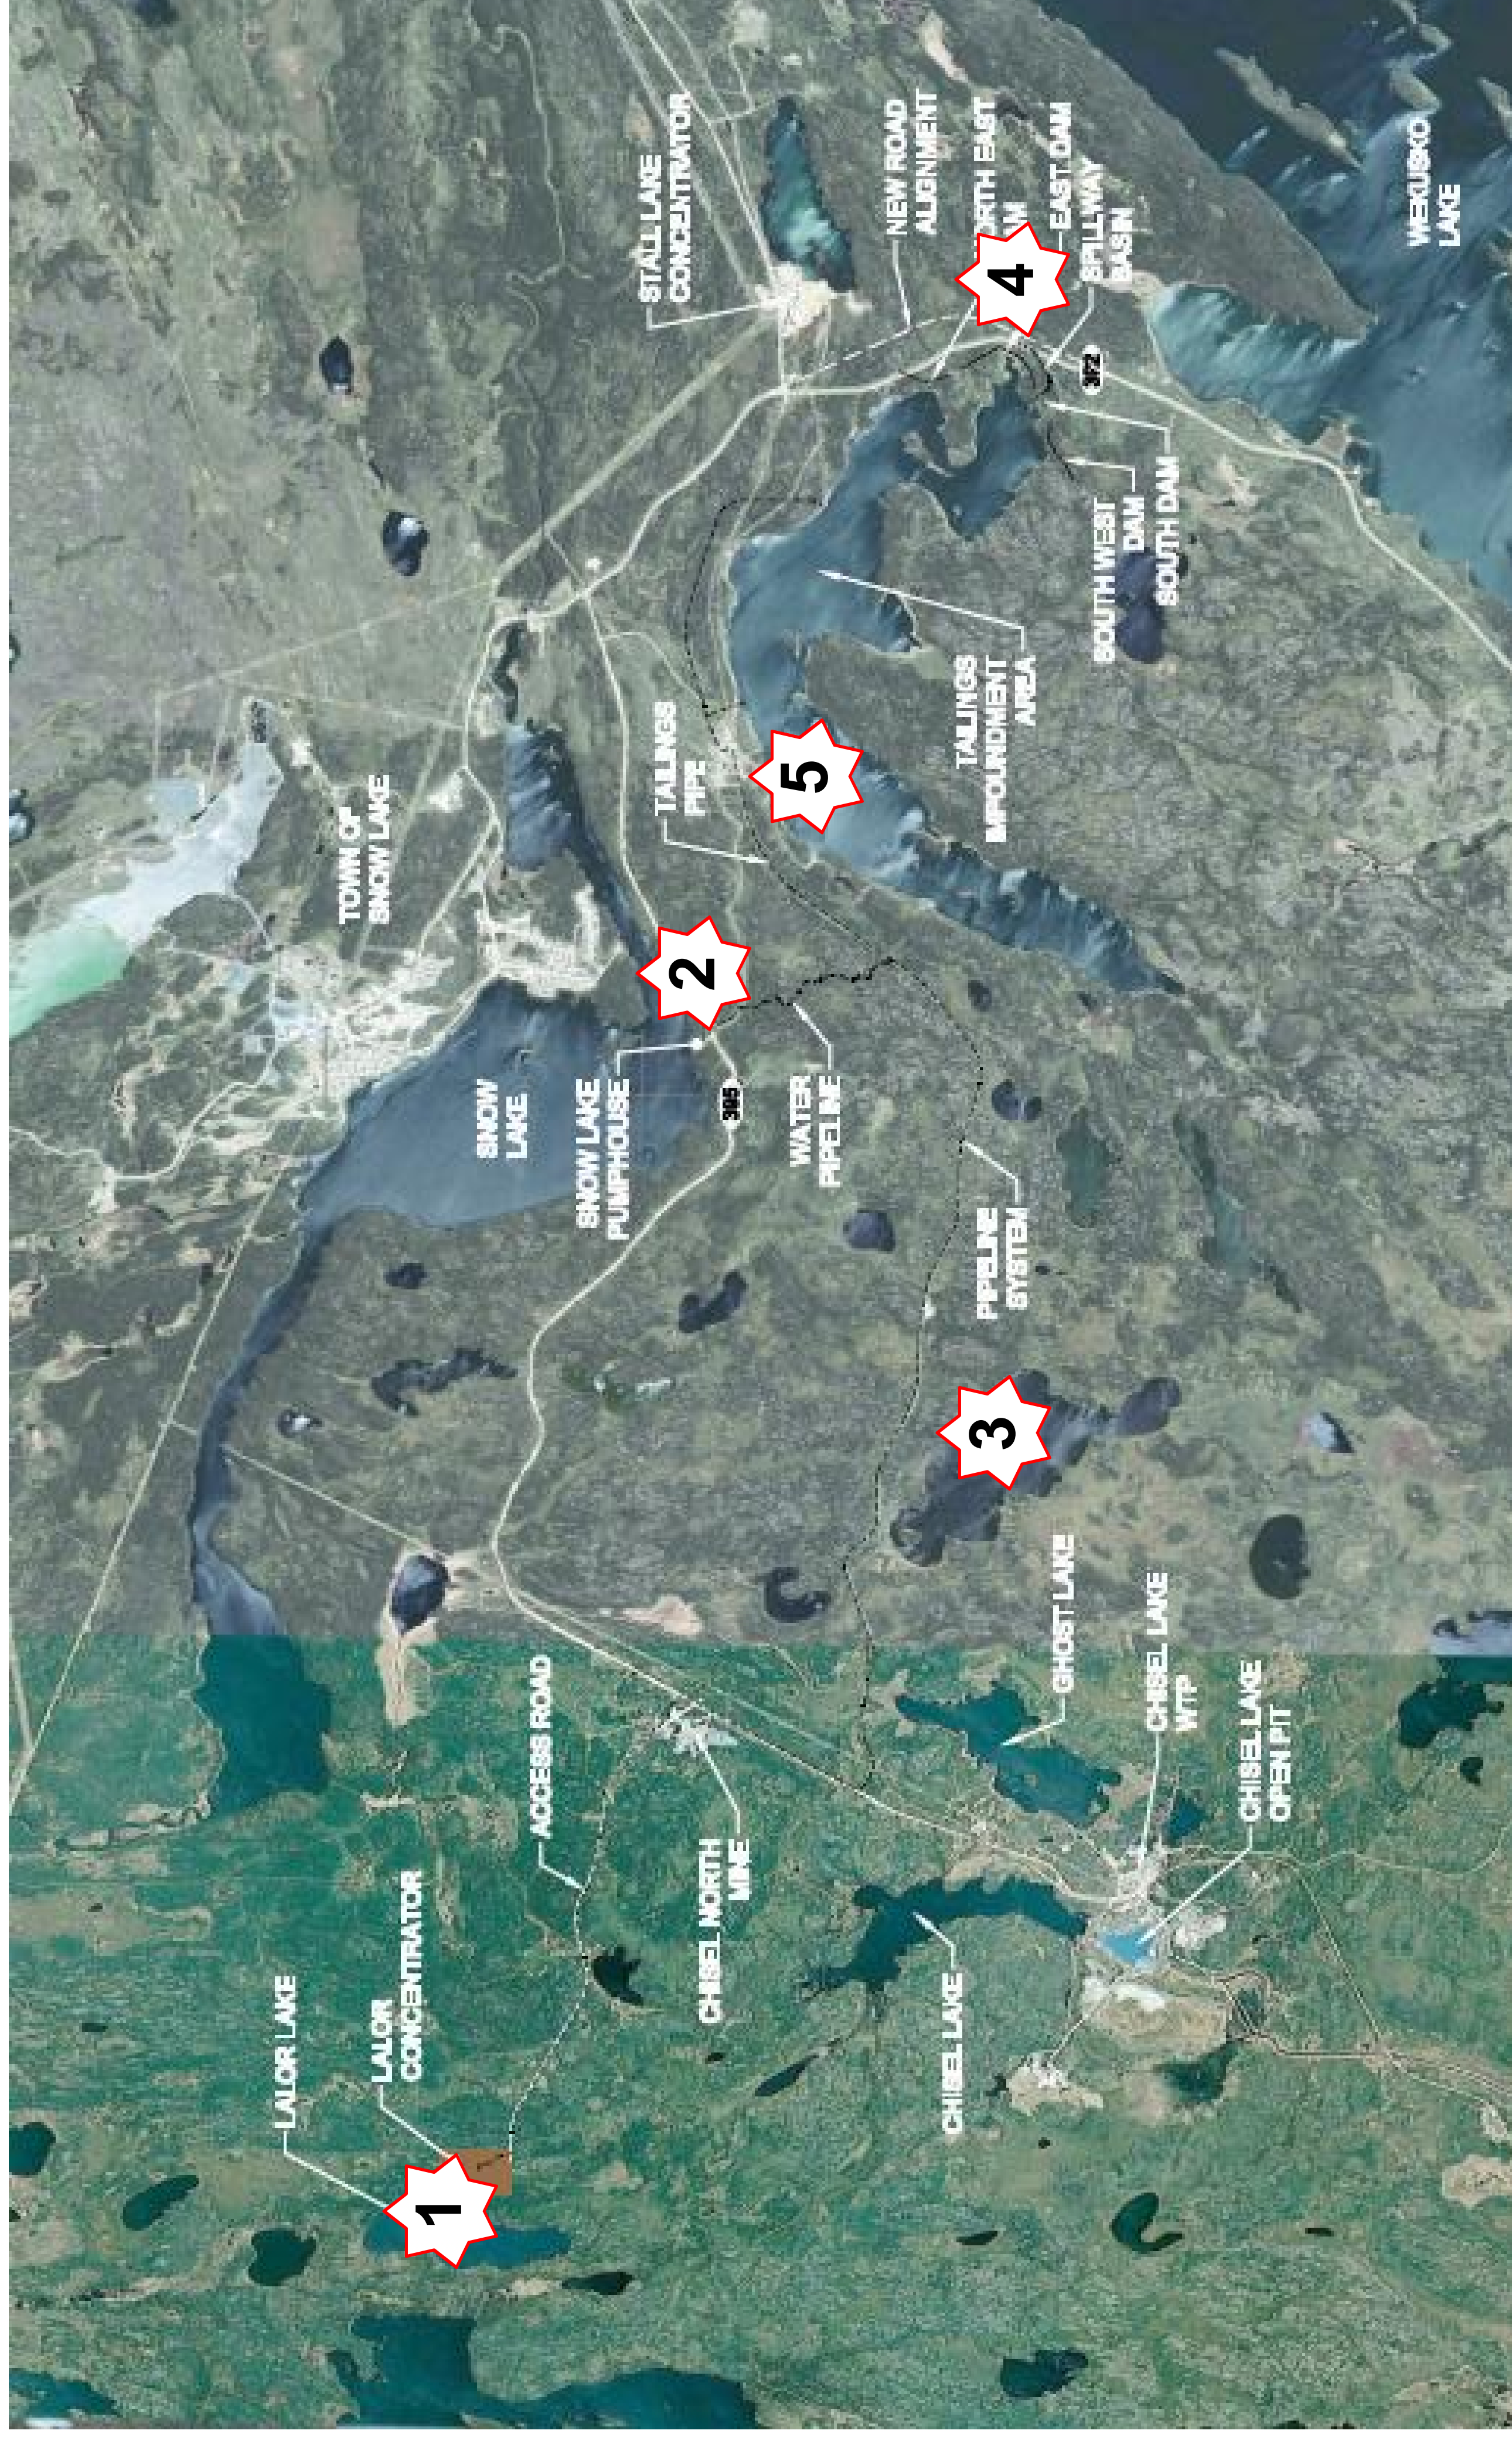 LALOR LAKE
TOWN OF
SNOW LAKE
LALOR
CONCENTRATOR
1
SNOW
LAKE
ACCESS ROAD
SNOW LAKE
PUMPHOUSE
STALL LAKE
CONCENTRATOR
TAILINGS
PIPE
2
CHISEL NORTH
MINE
395
WATER
PIPELINE
5
NEW ROAD
ALIGNMENT
CHISEL LAKE
TAILINGS
IMPOUNDMENT
AREA
PIPELINE
SYSTEM
3
EAST
4
GHOST LAKE
EAST DAM
SPILLWAY
BASIN
392
SOUTH WEST
DAM
SOUTH DAM
CHISEL LAKE
WTP
CHISEL LAKE
OPEN PIT
WEKUSKO
LAKE